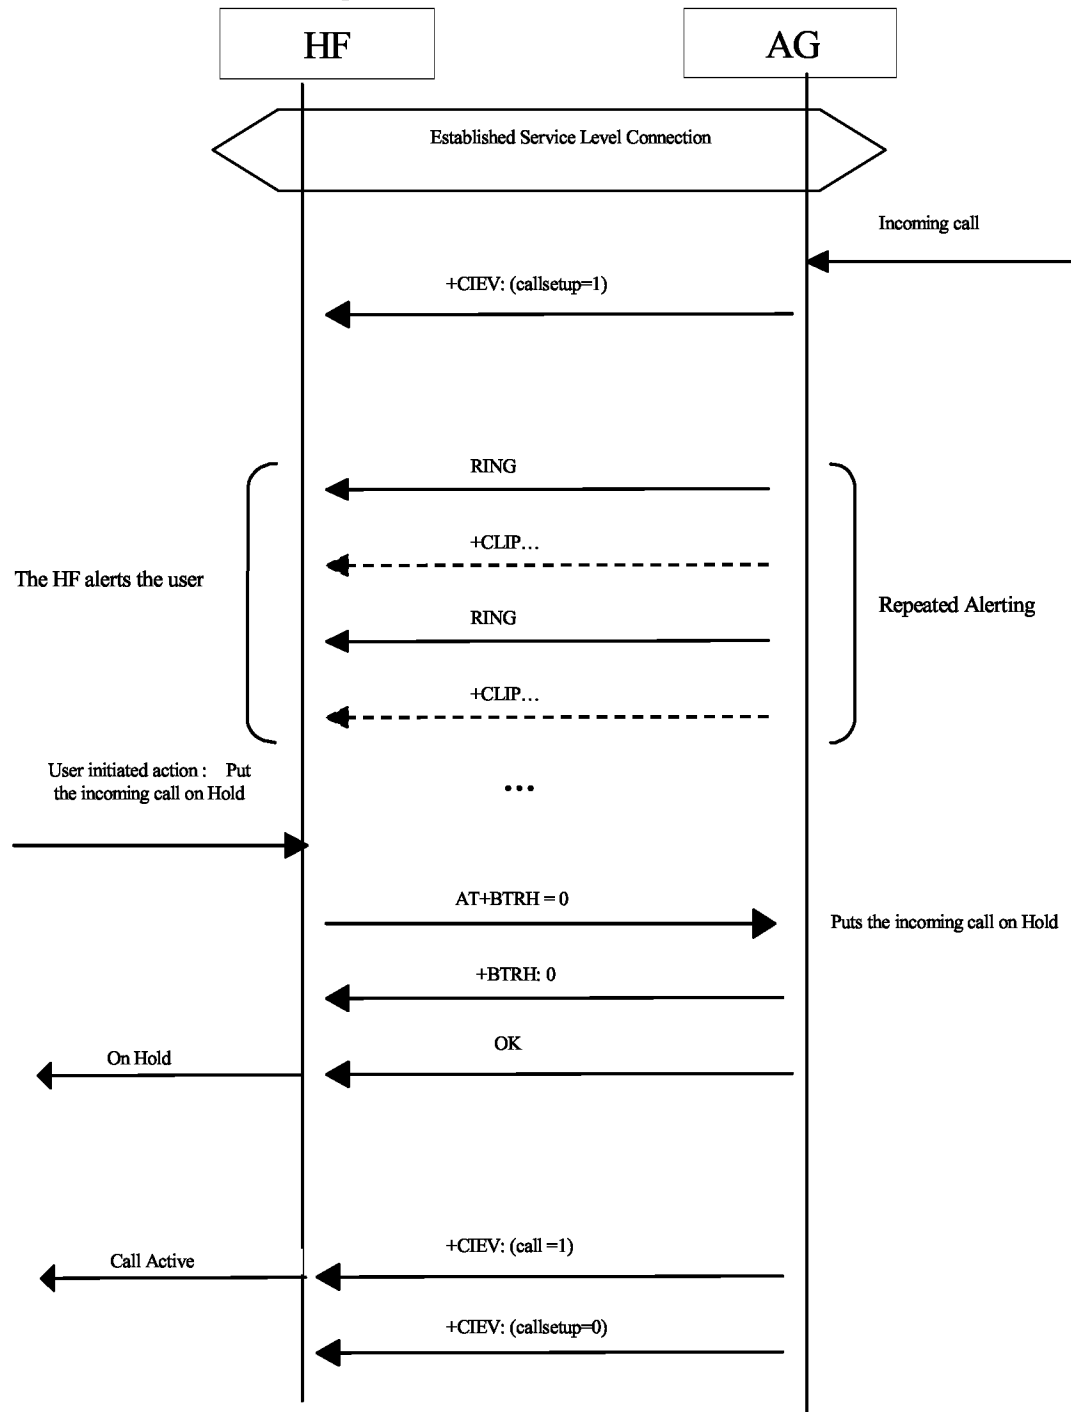 HF
AG
Established Service Level Connection
Incoming call
+CIEV: (callsetup=1)
RING
+CLIP…
The HF alerts the user
Repeated Alerting
RING
+CLIP…
User initiated action :    Put
the incoming call on Hold
...
AT+BTRH = 0
Puts the incoming call on Hold
+BTRH: 0
OK
On Hold
+CIEV: (call =1)
Call Active
+CIEV: (callsetup=0)